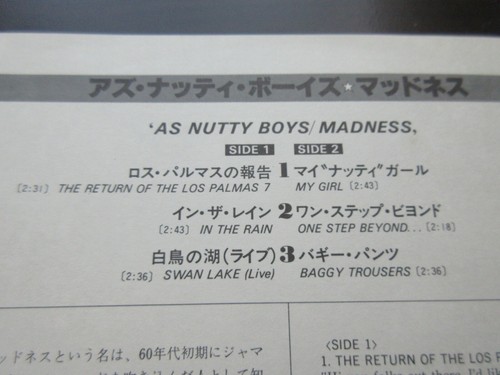 アズ・ナッティ・ボーイズ★マッドネス
‘AS NUTTY BOYS/MADNESS,
SIDE 1 SIDE 2
ロス・パルマスの報告 1 マイ〝ナッティ〟ガール
〔2:31〕 THE RETURN OF THE LOS PALMAS 7 MY GIRL 〔2:43〕
イン・ザ・レイン 2 ワン・ステップ・ビヨンド
〔2:43〕 IN THE RAIN ONE STEP BEYOND... 〔2:18〕
白鳥の湖(ライブ) 3 バギー・パンツ
〔2:36〕 SWAN LAKE (Live) BAGGY TROUSERS 〔2:36〕
ッドネスという名は、60年代初期にジャマ
〈SIDE 1〉
1. THE RETURN OF THE LOS